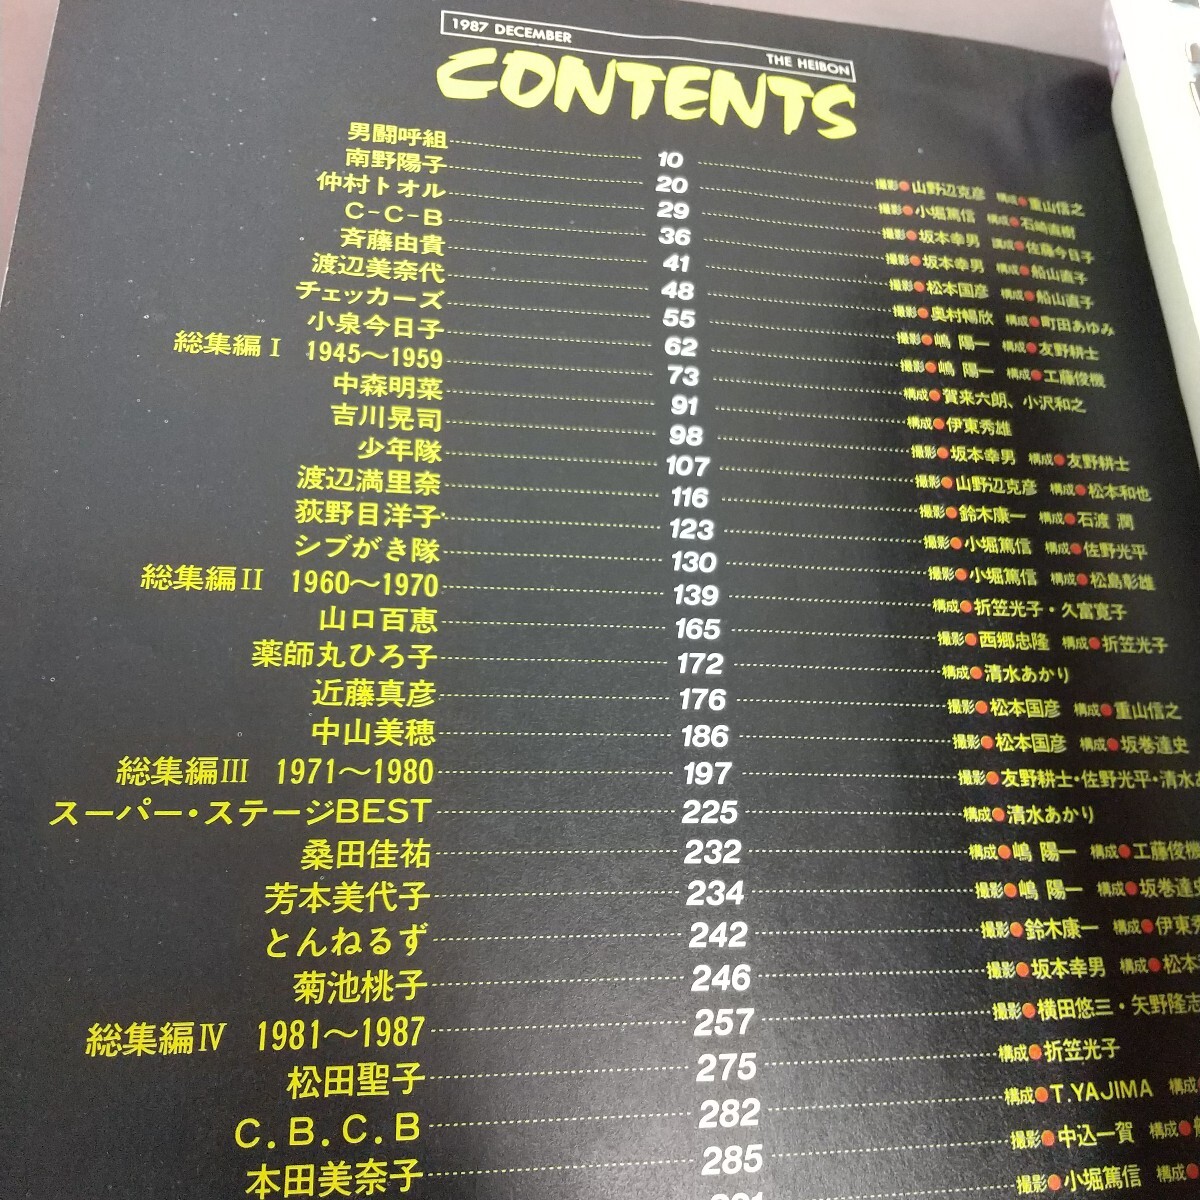 1987 DECEMBER THE HEIBON
CONTENTS
男闘呼組 10 撮影●山野辺克彦 構成●重山信之
南野陽子 20 撮影●小堀篤信 構成●石崎直樹
仲村トオル 29 撮影●坂本幸男 構成●佐藤今日子
C-C-B 36 撮影●坂本幸男 構成●船山直子
斉藤由貴 41 撮影●松本国彦 構成●船山直子
渡辺美奈代 48 撮影●奥村暢欣 構成●町田あゆみ
チェッカーズ 55 撮影●嶋 陽一 構成●友野耕士
小泉今日子 62 撮影●嶋 陽一 構成●工藤俊機
総集編Ⅰ 1945〜1959 73 構成●賀来六朗、小沢和之
中森明菜 91 構成●伊東秀雄
吉川晃司 98 撮影●坂本幸男 構成●友野耕士
少年隊 107 撮影●山野辺克彦 構成●松本和也
渡辺満里奈 116 撮影●鈴木康一 構成●石渡 潤
荻野目洋子 123 撮影●小堀篤信 構成●佐野光平
シブがき隊 130 撮影●小堀篤信 構成●松島彰雄
総集編Ⅱ 1960〜1970 139 構成●折笠光子・久富寛子
山口百恵 165 撮影●西郷忠隆 構成●折笠光子
薬師丸ひろ子 172 構成●清水あかり
近藤真彦 176 撮影●松本国彦 構成●重山信之
中山美穂 186 撮影●松本国彦 構成●坂巻達史
総集編Ⅲ 1971〜1980 197 撮影●友野耕士・佐野光平・清水あ
スーパー・ステージBEST 225 構成●清水あかり
桑田佳祐 232 構成●嶋 陽一 構成●工藤俊機
芳本美代子 234 撮影●嶋 陽一 構成●坂巻達史
とんねるず 242 撮影●鈴木康一 構成●伊東秀
菊池桃子 246 撮影●坂本幸男 構成●松本
総集編Ⅳ 1981〜1987 257 撮影●横田悠三・矢野隆志
松田聖子 275 構成●折笠光子
C.B.C.B 282 構成●T.YAJIMA 構成
本田美奈子 285 撮影●中込一賀 構成●
撮影●小堀篤信 構成●